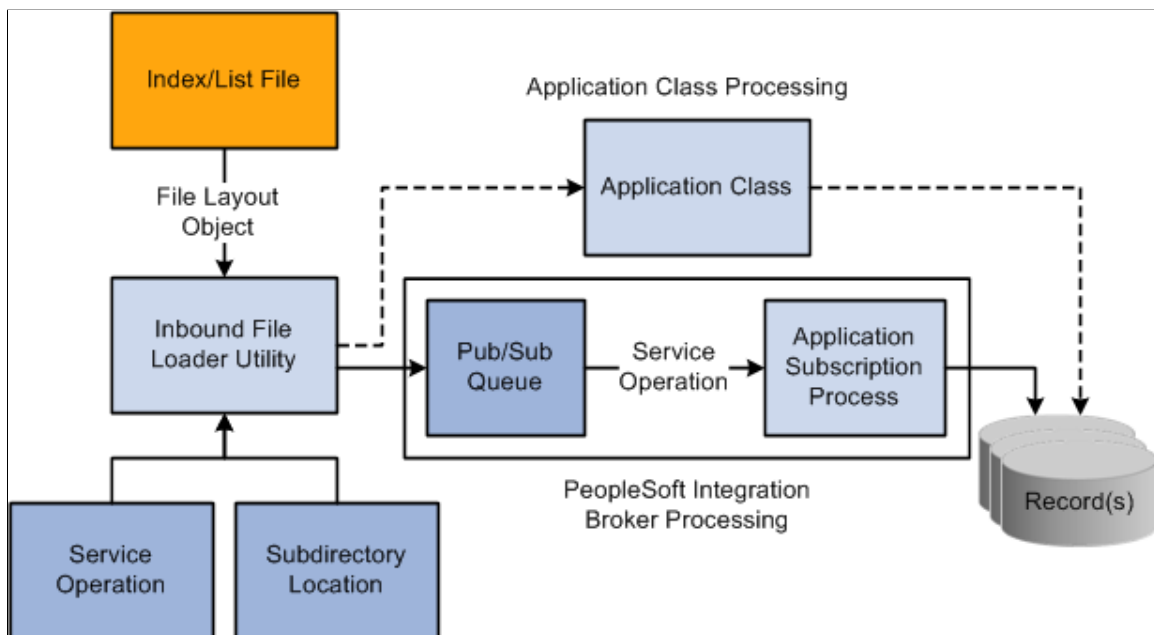 Index/List File
Application Class Processing
File Layout
Object
Application Class
Inbound File
Loader Utility
Pub/Sub
Queue
Service
Operation
Application
Subscription
Process
PeopleSoft Integration
Broker Processing
Record(s)
Service
Operation
Subdirectory
Location